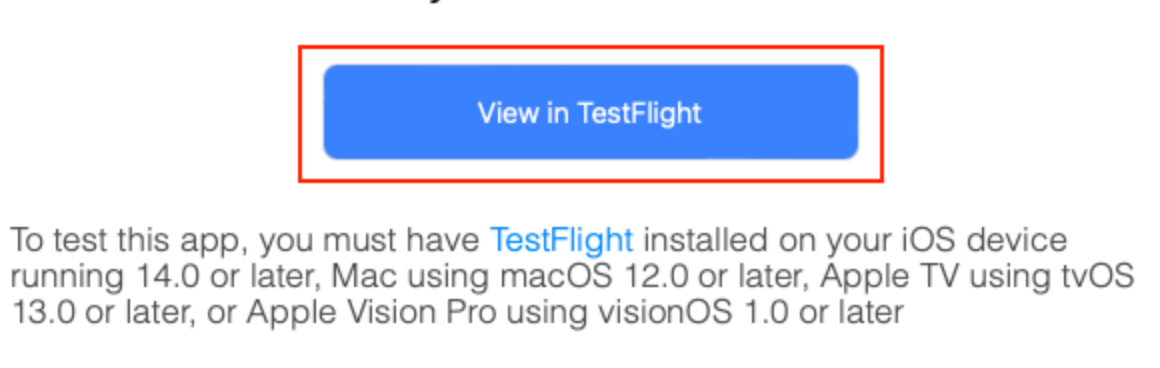 View in TestFlight
To test this app, you must have TestFlight installed on your iOS device
running 14.0 or later, Mac using macOS 12.0 or later, Apple TV using tvOS
13.0 or later, or Apple Vision Pro using visionOS 1.0 or later